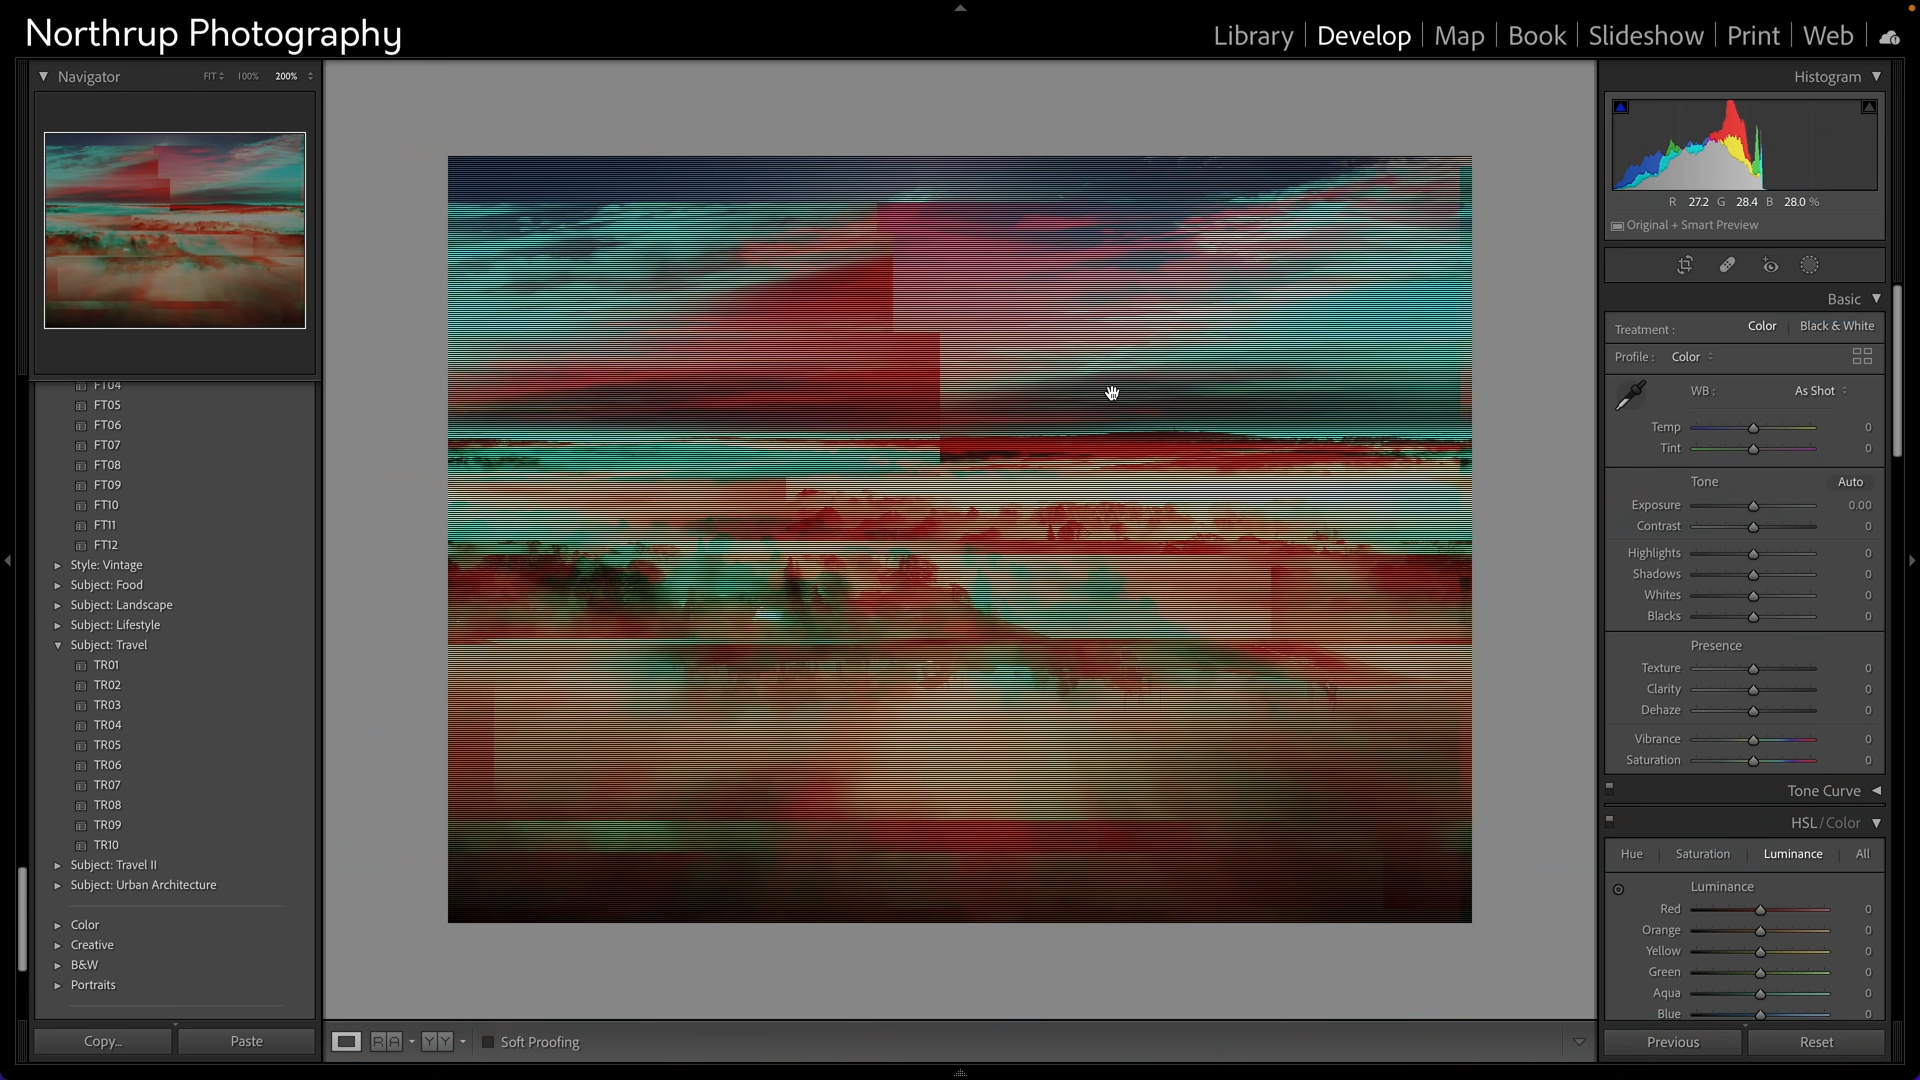 Northrup Photography
Library | Develop | Map | Book | Slideshow | Print | Web
Navigator FIT 100% 200%
FT04
FT05
FT06
FT07
FT08
FT09
FT10
FT11
FT12
Style: Vintage
Subject: Food
Subject: Landscape
Subject: Lifestyle
Subject: Travel
TR01
TR02
TR03
TR04
TR05
TR06
TR07
TR08
TR09
TR10
Subject: Travel II
Subject: Urban Architecture
Color
Creative
B&W
Portraits
Copy... Paste
R A Y Y Soft Proofing
Histogram
R 27.2 G 28.4 B 28.0 %
Original + Smart Preview
Basic
Treatment : Color | Black & White
Profile : Color
WB : As Shot
Temp 0
Tint 0
Tone Auto
Exposure 0.00
Contrast 0
Highlights 0
Shadows 0
Whites 0
Blacks 0
Presence
Texture 0
Clarity 0
Dehaze 0
Vibrance 0
Saturation 0
Tone Curve
HSL / Color
Hue | Saturation | Luminance | All
Luminance
Red 0
Orange 0
Yellow 0
Green 0
Aqua 0
Blue 0
Previous Reset